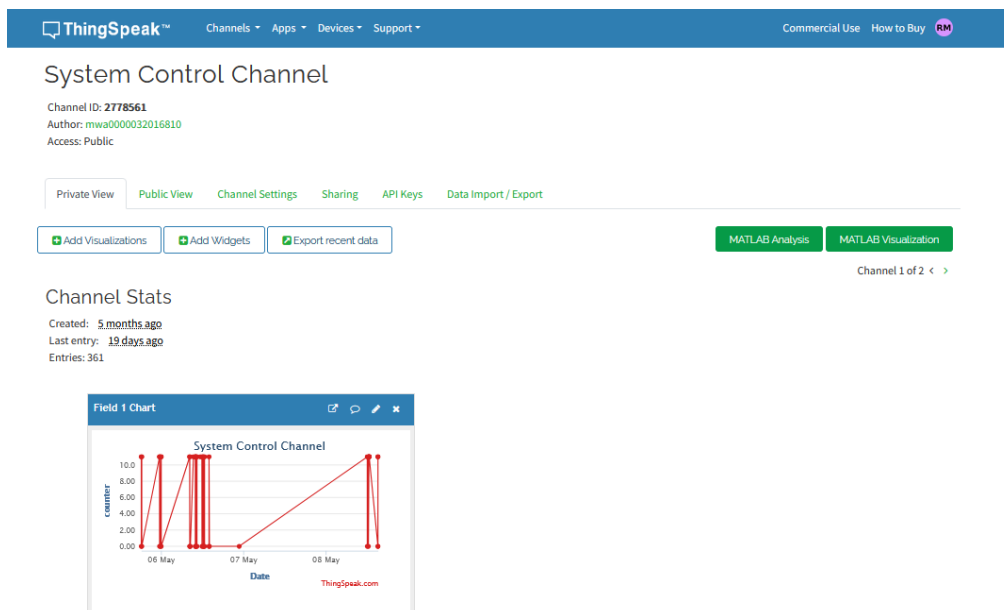 ThingSpeak™ Channels Apps Devices Support Commercial Use How to Buy RM
System Control Channel
Channel ID: 2778561
Author: mwa0000032016810
Access: Public
Private View Public View Channel Settings Sharing API Keys Data Import / Export
Add Visualizations Add Widgets Export recent data MATLAB Analysis MATLAB Visualization
Channel 1 of 2 < >
Channel Stats
Created: 5 months ago
Last entry: 19 days ago
Entries: 361
Field 1 Chart
System Control Channel
counter
10.0
8.00
6.00
4.00
2.00
0.00
06 May 07 May 08 May
Date
ThingSpeak.com